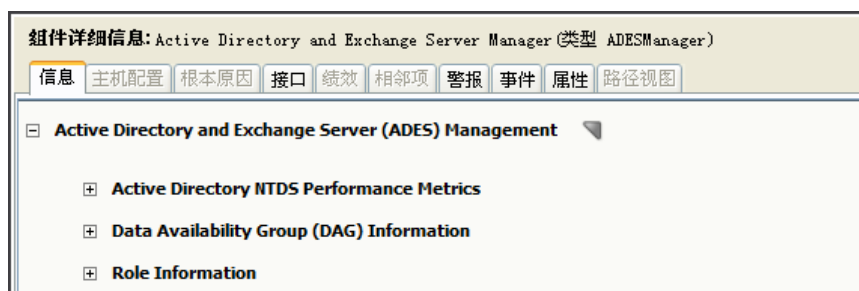 组件详细信息: Active Directory and Exchange Server Manager(类型 ADESManager)
信息 主机配置 根本原因 接口 绩效 相邻项 警报 事件 属性 路径视图
Active Directory and Exchange Server (ADES) Management
Active Directory NTDS Performance Metrics
Data Availability Group (DAG) Information
Role Information